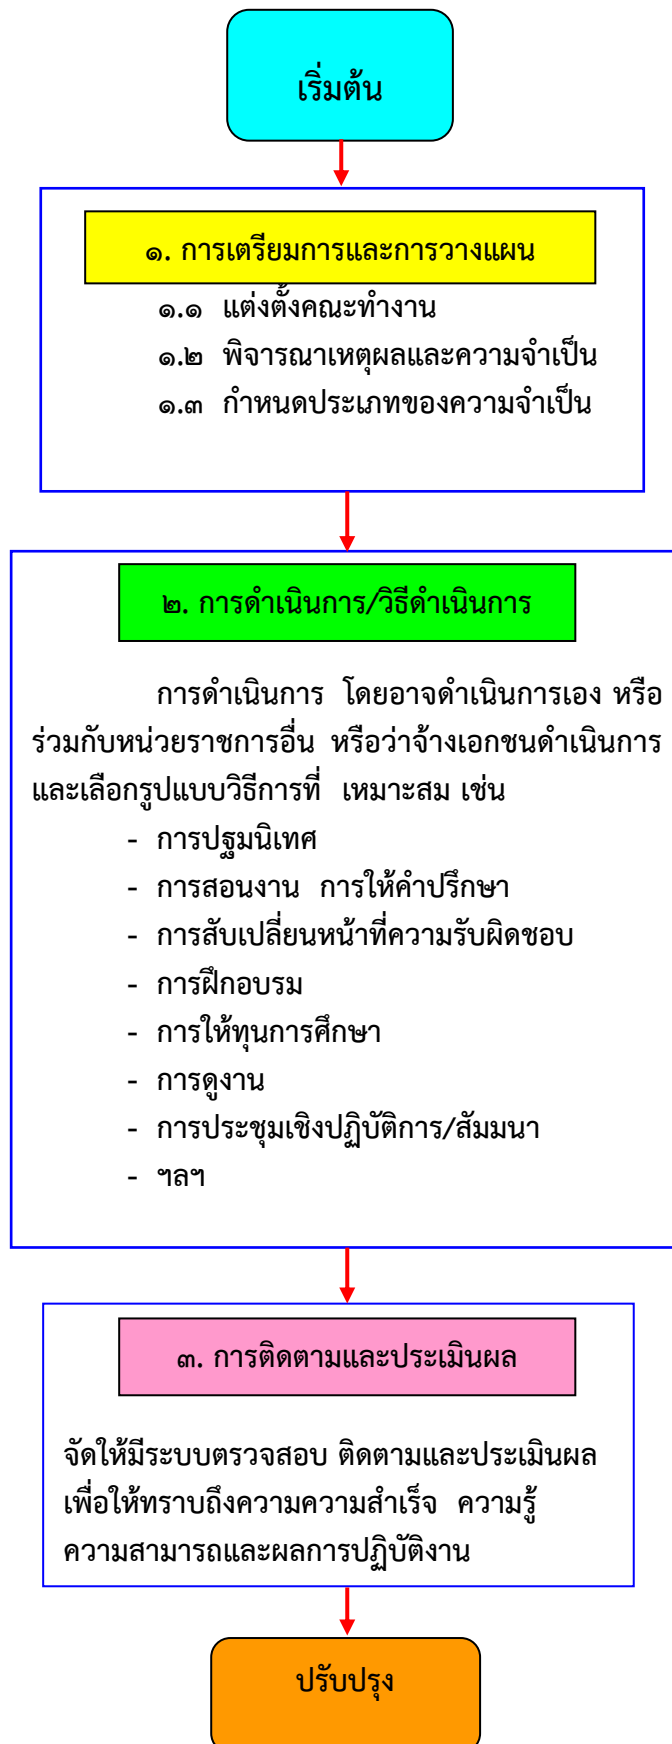 เริ่มต้น
๑. การเตรียมการและการวางแผน
๑.๑ แต่งตั้งคณะทำงาน
๑.๒ พิจารณาเหตุผลและความจำเป็น
๑.๓ กำหนดประเภทของความจำเป็น
๒. การดำเนินการ/วิธีดำเนินการ
การดำเนินการ โดยอาจดำเนินการเอง หรือ
ร่วมกับหน่วยราชการอื่น หรือว่าจ้างเอกชนดำเนินการ
และเลือกรูปแบบวิธีการที่ เหมาะสม เช่น
- การปฐมนิเทศ
- การสอนงาน การให้คำปรึกษา
- การสับเปลี่ยนหน้าที่ความรับผิดชอบ
- การฝึกอบรม
- การให้ทุนการศึกษา
- การดูงาน
- การประชุมเชิงปฏิบัติการ/สัมมนา
- ฯลฯ
๓. การติดตามและประเมินผล
จัดให้มีระบบตรวจสอบ ติดตามและประเมินผล
เพื่อให้ทราบถึงความความสำเร็จ ความรู้
ความสามารถและผลการปฏิบัติงาน
ปรับปรุง